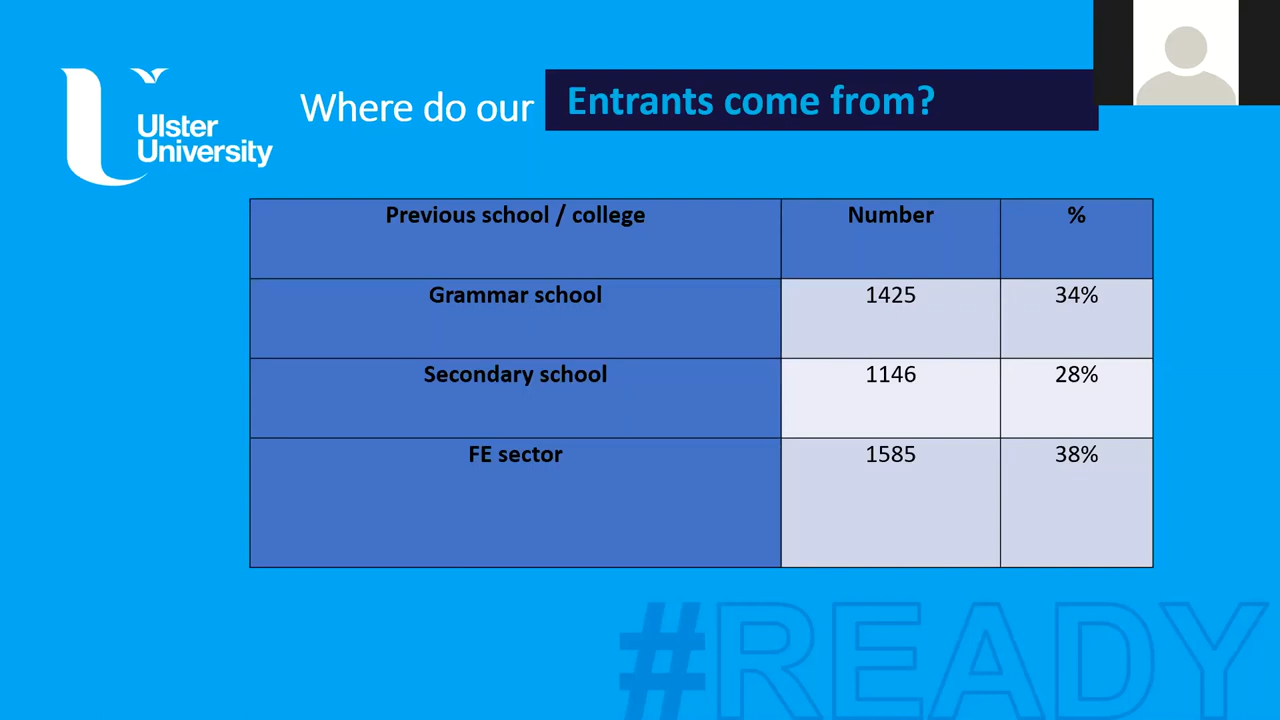 Ulster
University
Where do our Entrants come from?
Previous school / college Number %
Grammar school 1425 34%
Secondary school 1146 28%
FE sector 1585 38%
#READY